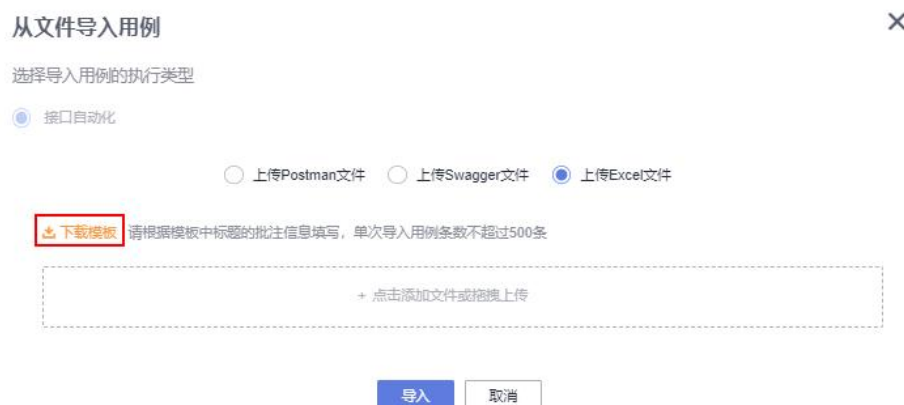 从文件导入用例
选择导入用例的执行类型
接口自动化
上传Postman文件 上传Swagger文件 上传Excel文件
下载模板 请根据模板中标题的批注信息填写，单次导入用例条数不超过500条
+ 点击添加文件或拖拽上传
导入 取消